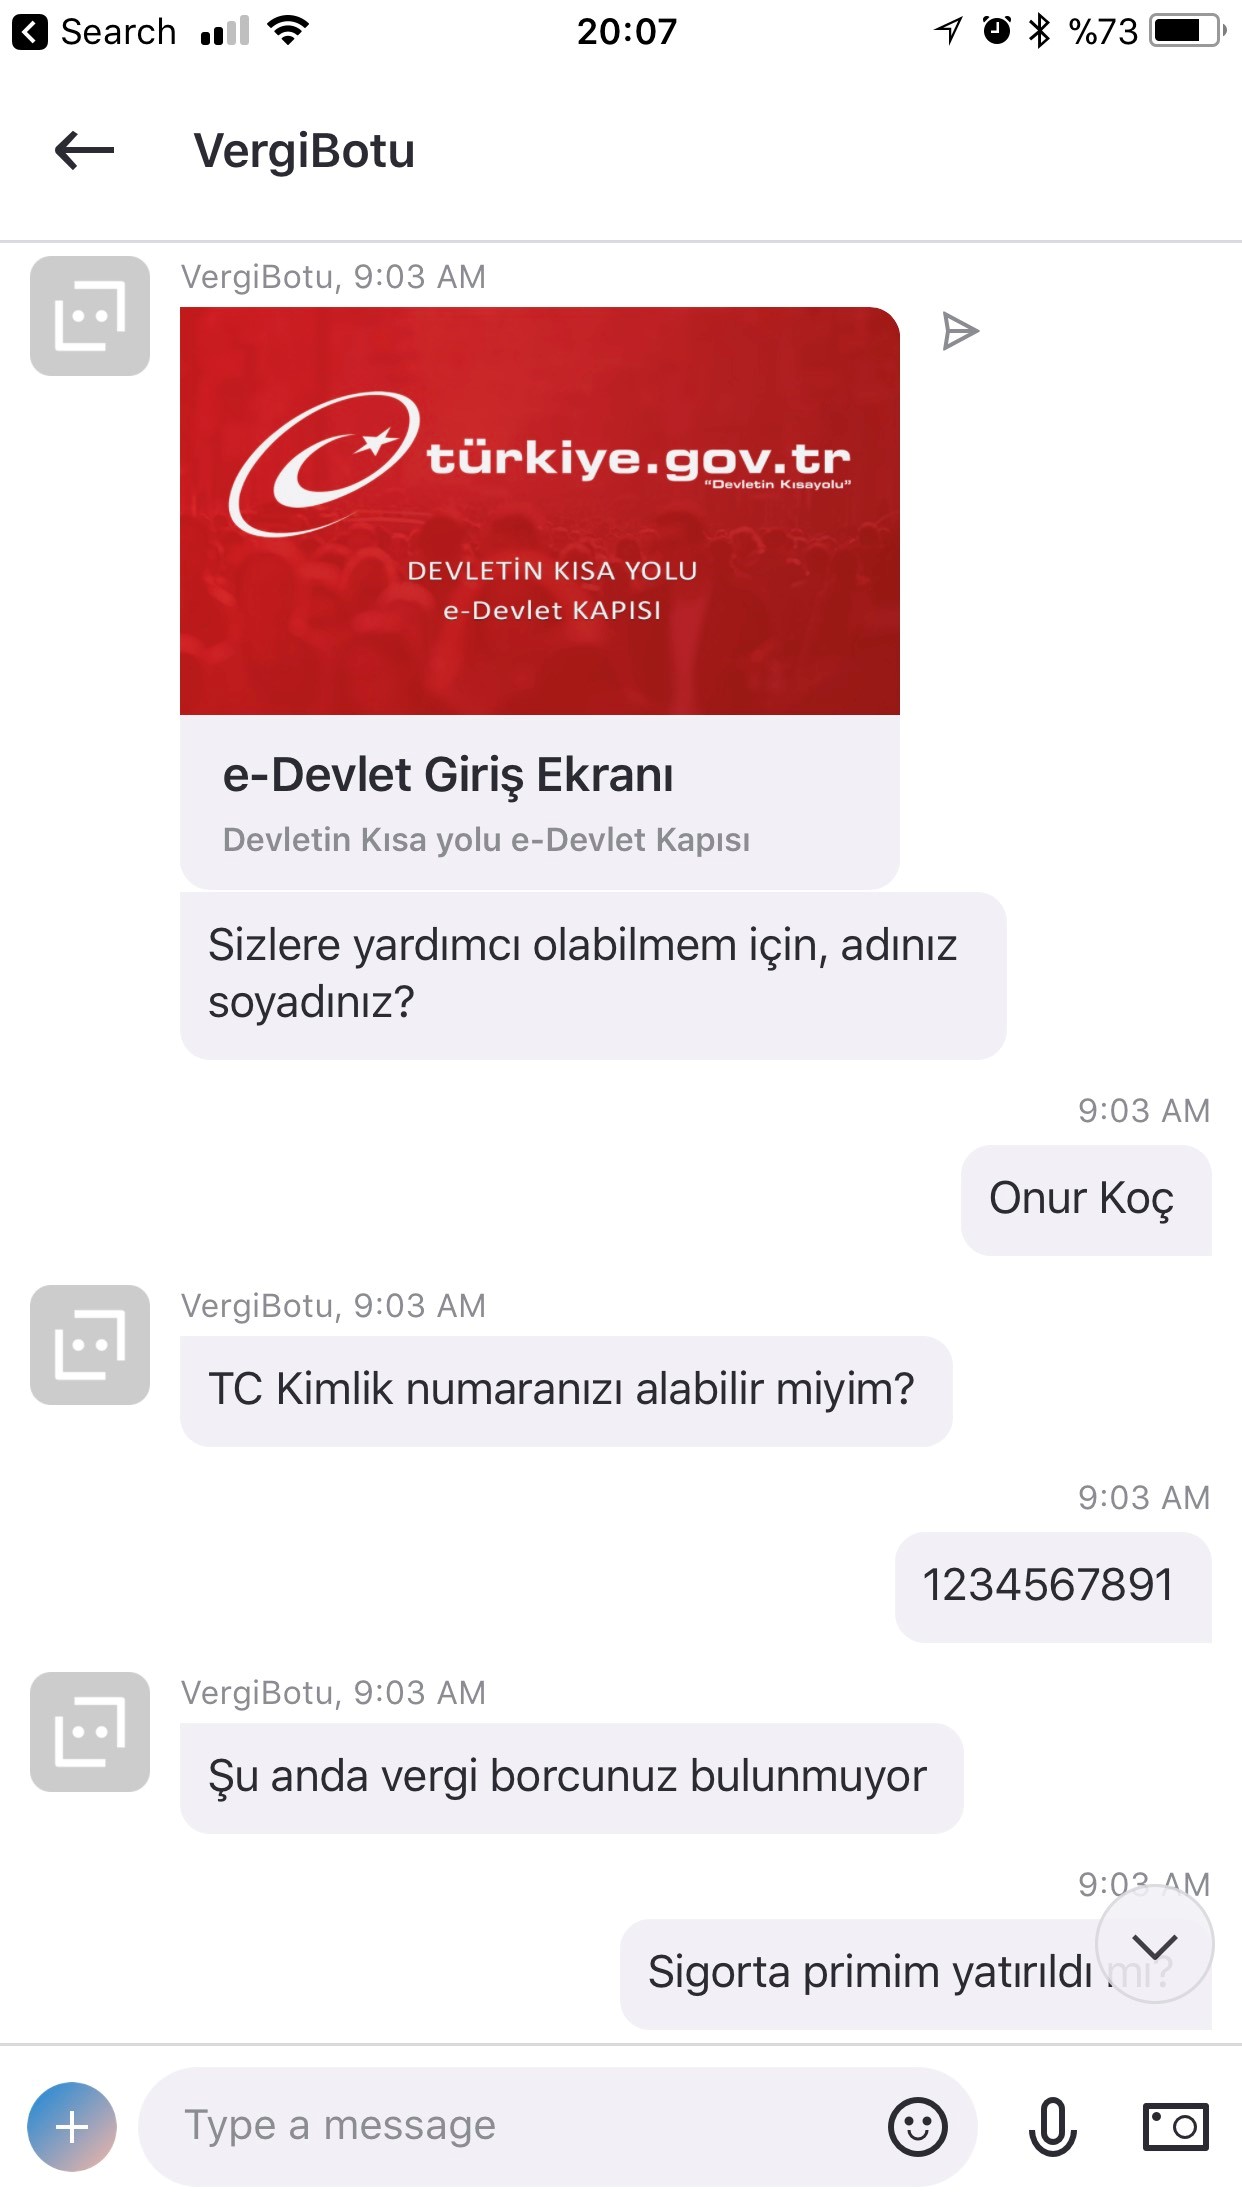 Search
20:07
%73
VergiBotu
VergiBotu, 9:03 AM
türkiye.gov.tr
“Devletin Kısayolu”
DEVLETİN KISA YOLU
e-Devlet KAPISI
e-Devlet Giriş Ekranı
Devletin Kısa yolu e-Devlet Kapısı
Sizlere yardımcı olabilmem için, adınız
soyadınız?
9:03 AM
Onur Koç
VergiBotu, 9:03 AM
TC Kimlik numaranızı alabilir miyim?
9:03 AM
1234567891
VergiBotu, 9:03 AM
Şu anda vergi borcunuz bulunmuyor
9:03 AM
Sigorta primim yatırıldı mı?
Type a message